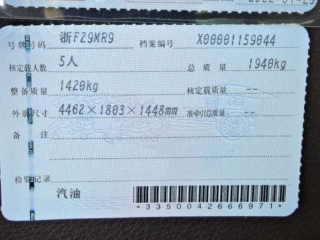 号牌号码 浙F29MR9 档案编号 X00001159044
核定载人数 5人 总 质 量 1940kg
整备质量 1420kg 核定载质量 --
外廓尺寸 4462×1803×1448mm 准牵引总质量 --
备 注
检验记录
汽油
*3350042666971*